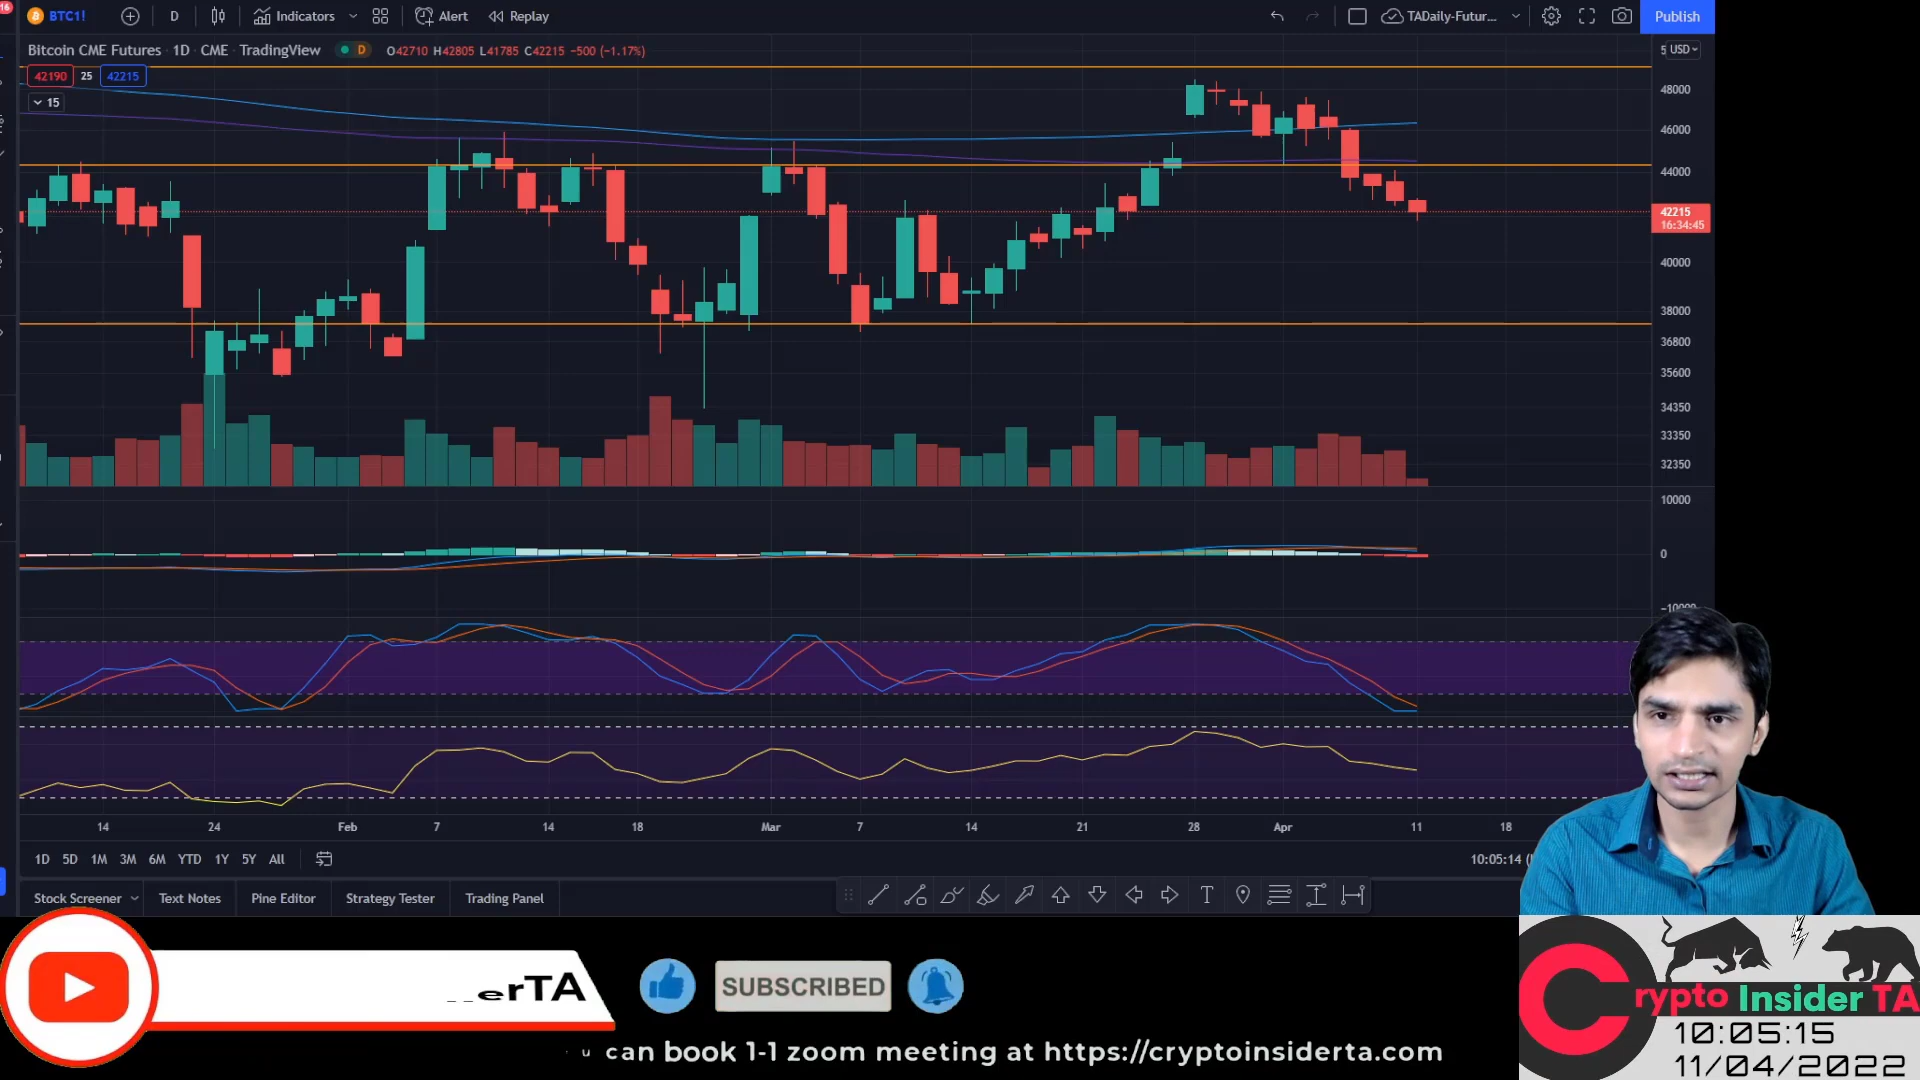 16
BTC1!
D
Indicators
Alert
Replay
TADaily-Futur...
Publish
Bitcoin CME Futures · 1D · CME · TradingView
D
O42710 H42805 L41785 C42215 -500 (-1.17%)
42190 25 42215
15
5 USD
48000
46000
44000
42215
16:34:45
40000
38000
36800
35600
34350
33350
32350
10000
0
-10000
14 24 Feb 7 14 18 Mar 7 14 21 28 Apr 11 18
1D 5D 1M 3M 6M YTD 1Y 5Y All
10:05:14 (
Stock Screener
Text Notes
Pine Editor
Strategy Tester
Trading Panel
T
erTA
SUBSCRIBED
u can book 1-1 zoom meeting at https://cryptoinsiderta.com
Crypto Insider TA
10:05:15
11/04/2022